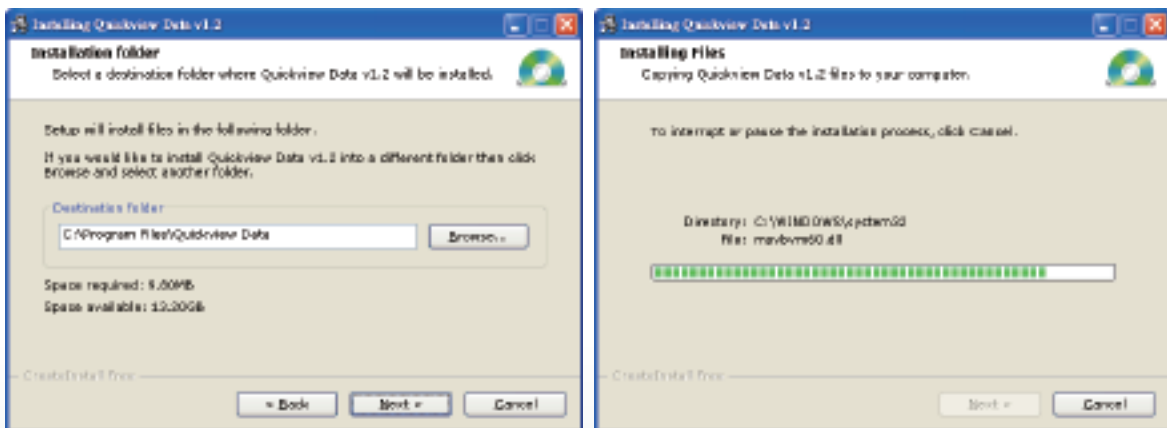 Installing Quickview Data v1.2
Installation folder
Select a destination folder where Quickview Data v1.2 will be installed.
Setup will install files in the following folder.
If you would like to install Quickview Data v1.2 into a different folder then click
Browse and select another folder.
Destination folder
C:\Program Files\Quickview Data
Browse...
Space required: 9.80MB
Space available: 13.20GB
CreateInstall Free
< Back
Next >
Cancel
Installing Quickview Data v1.2
Installing Files
Copying Quickview Data v1.2 files to your computer.
To interrupt or pause the installation process, click Cancel.
Directory: C:\WINDOWS\system32
File: msvbvm60.dll
CreateInstall Free
Next >
Cancel